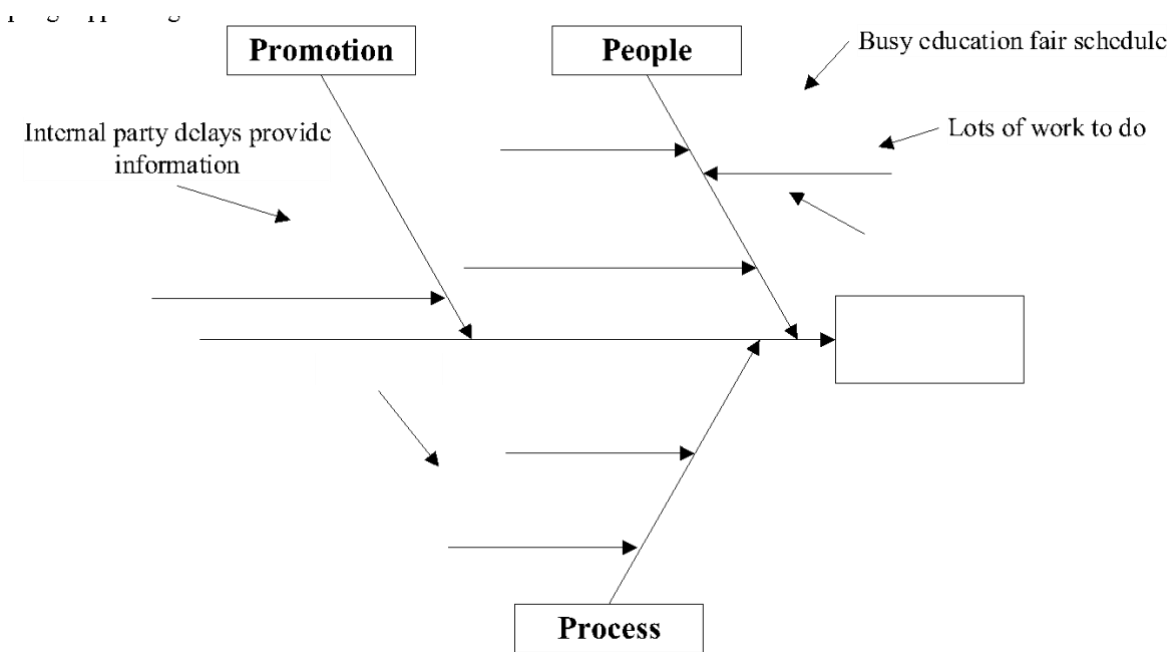 Promotion
People
Busy education fair schedule
Internal party delays provide
information
Lots of work to do
Process